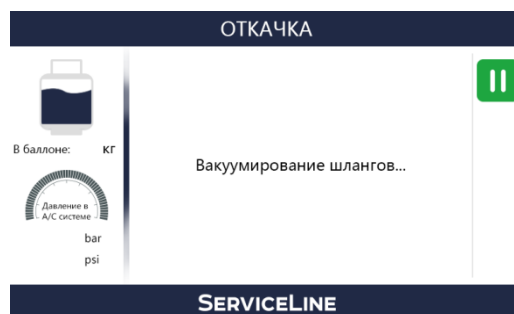 ОТКАЧКА
В баллоне: кг
Давление в
А/С системе
bar
psi
Вакуумирование шлангов...
SERVICELINE